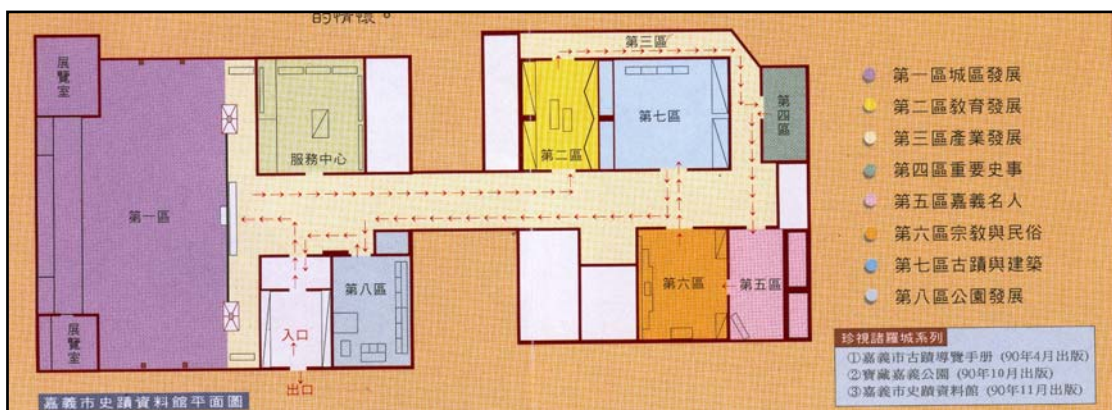 的情懷。
展覽室
第三區
第四區
第七區
第二區
服務中心
第一區
第八區
第六區
第五區
入口
出口
展覽室
第一區城區發展
第二區教育發展
第三區產業發展
第四區重要史事
第五區嘉義名人
第六區宗教與民俗
第七區古蹟與建築
第八區公園發展
珍視諸羅城系列
①嘉義市古蹟導覽手册 (90年4月出版)
②寶藏嘉義公園 (90年10月出版)
③嘉義市史蹟資料館 (90年11月出版)
嘉義市史蹟資料館平面圖